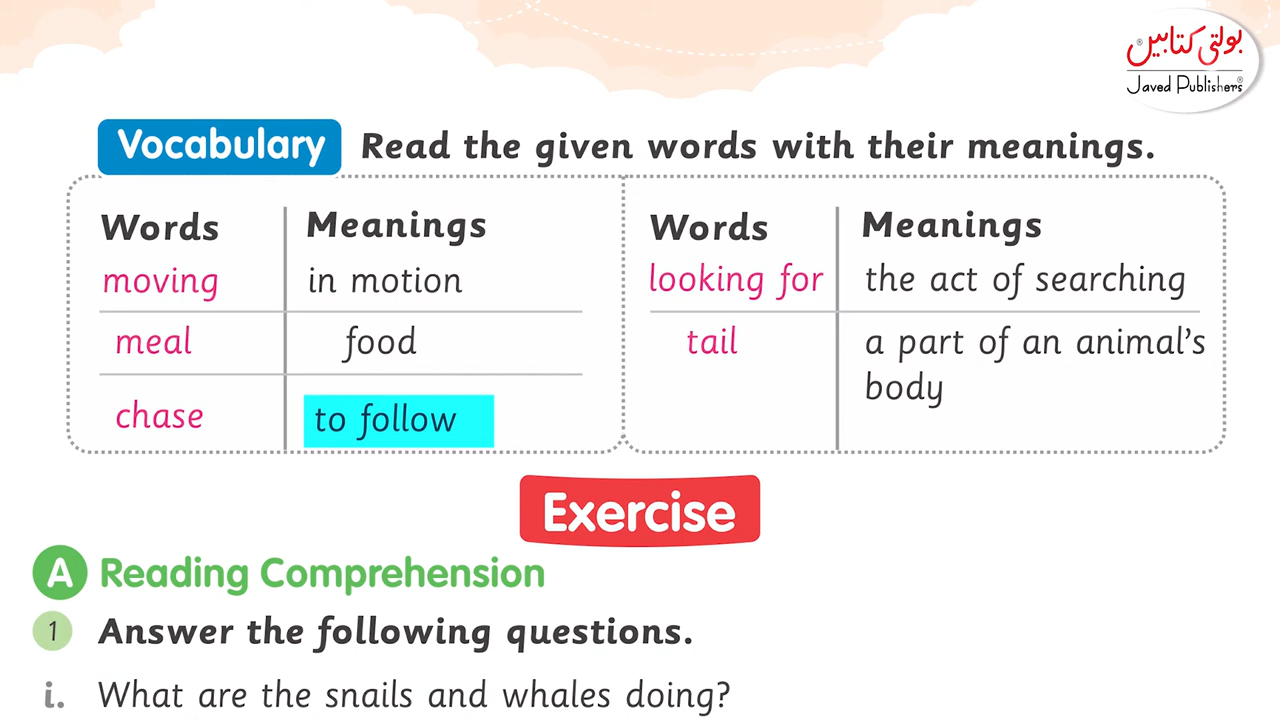 بولتی کتابیں
Javed Publishers
Vocabulary Read the given words with their meanings.
Words Meanings
moving in motion
meal food
chase to follow
Words Meanings
looking for the act of searching
tail a part of an animal's
body
Exercise
A Reading Comprehension
1 Answer the following questions.
i. What are the snails and whales doing?